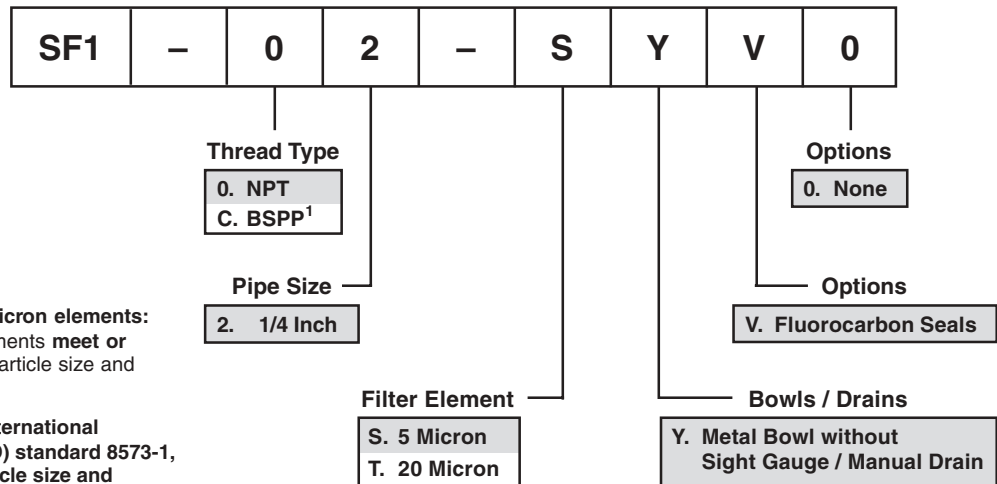 SF1 – 0 2 – S Y V 0
Thread Type
0. NPT
C. BSPP1
Options
0. None
Pipe Size
2. 1/4 Inch
Options
V. Fluorocarbon Seals
icron elements:
ments meet or
article size and
ternational
) standard 8573-1,
cle size and
Filter Element
S. 5 Micron
T. 20 Micron
Bowls / Drains
Y. Metal Bowl without
Sight Gauge / Manual Drain